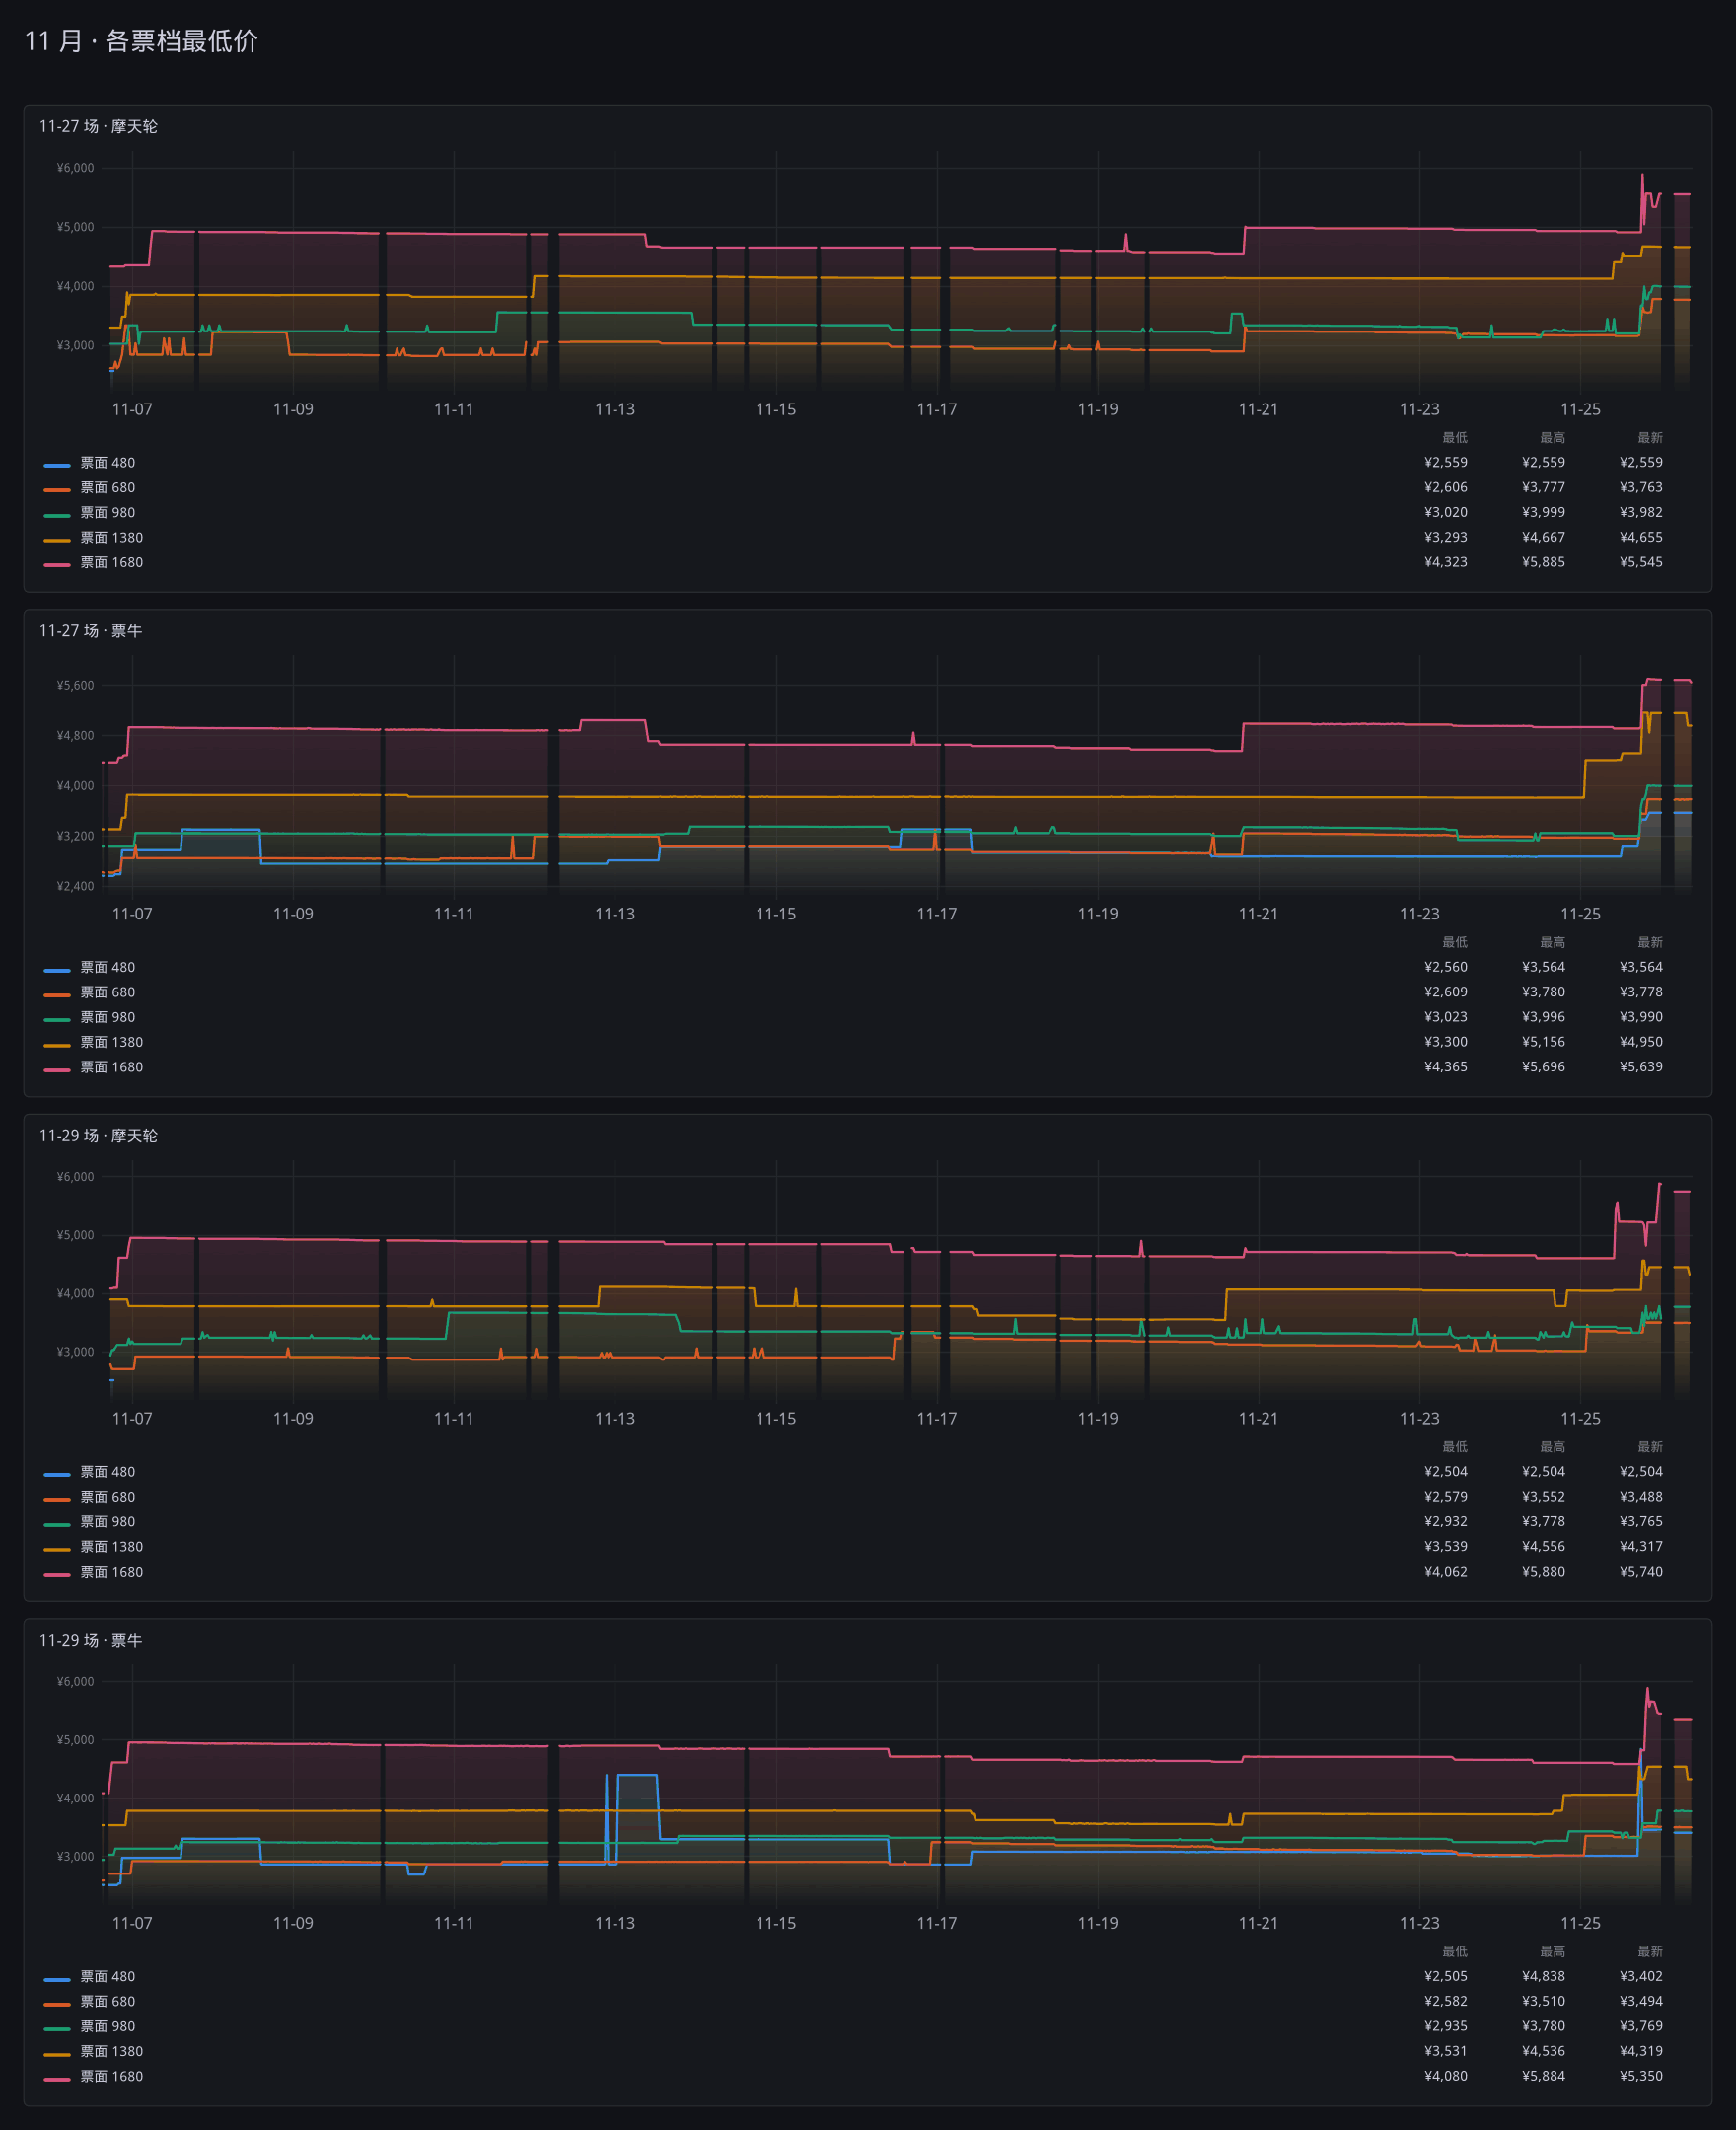 11 月 · 各票档最低价
11-27 场 · 摩天轮
¥6,000
¥5,000
¥4,000
¥3,000
11-07 11-09 11-11 11-13 11-15 11-17 11-19 11-21 11-23 11-25
最低 最高 最新
票面 480 ¥2,559 ¥2,559 ¥2,559
票面 680 ¥2,606 ¥3,777 ¥3,763
票面 980 ¥3,020 ¥3,999 ¥3,982
票面 1380 ¥3,293 ¥4,667 ¥4,655
票面 1680 ¥4,323 ¥5,885 ¥5,545
11-27 场 · 票牛
¥5,600
¥4,800
¥4,000
¥3,200
¥2,400
11-07 11-09 11-11 11-13 11-15 11-17 11-19 11-21 11-23 11-25
最低 最高 最新
票面 480 ¥2,560 ¥3,564 ¥3,564
票面 680 ¥2,609 ¥3,780 ¥3,778
票面 980 ¥3,023 ¥3,996 ¥3,990
票面 1380 ¥3,300 ¥5,156 ¥4,950
票面 1680 ¥4,365 ¥5,696 ¥5,639
11-29 场 · 摩天轮
¥6,000
¥5,000
¥4,000
¥3,000
11-07 11-09 11-11 11-13 11-15 11-17 11-19 11-21 11-23 11-25
最低 最高 最新
票面 480 ¥2,504 ¥2,504 ¥2,504
票面 680 ¥2,579 ¥3,552 ¥3,488
票面 980 ¥2,932 ¥3,778 ¥3,765
票面 1380 ¥3,539 ¥4,556 ¥4,317
票面 1680 ¥4,062 ¥5,880 ¥5,740
11-29 场 · 票牛
¥6,000
¥5,000
¥4,000
¥3,000
11-07 11-09 11-11 11-13 11-15 11-17 11-19 11-21 11-23 11-25
最低 最高 最新
票面 480 ¥2,505 ¥4,838 ¥3,402
票面 680 ¥2,582 ¥3,510 ¥3,494
票面 980 ¥2,935 ¥3,780 ¥3,769
票面 1380 ¥3,531 ¥4,536 ¥4,319
票面 1680 ¥4,080 ¥5,884 ¥5,350